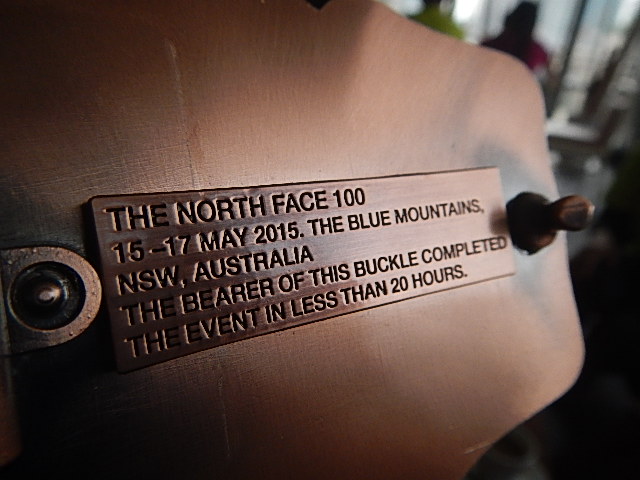 THE NORTH FACE 100
15-17 MAY 2015. THE BLUE MOUNTAINS,
NSW, AUSTRALIA
THE BEARER OF THIS BUCKLE COMPLETED
THE EVENT IN LESS THAN 20 HOURS.